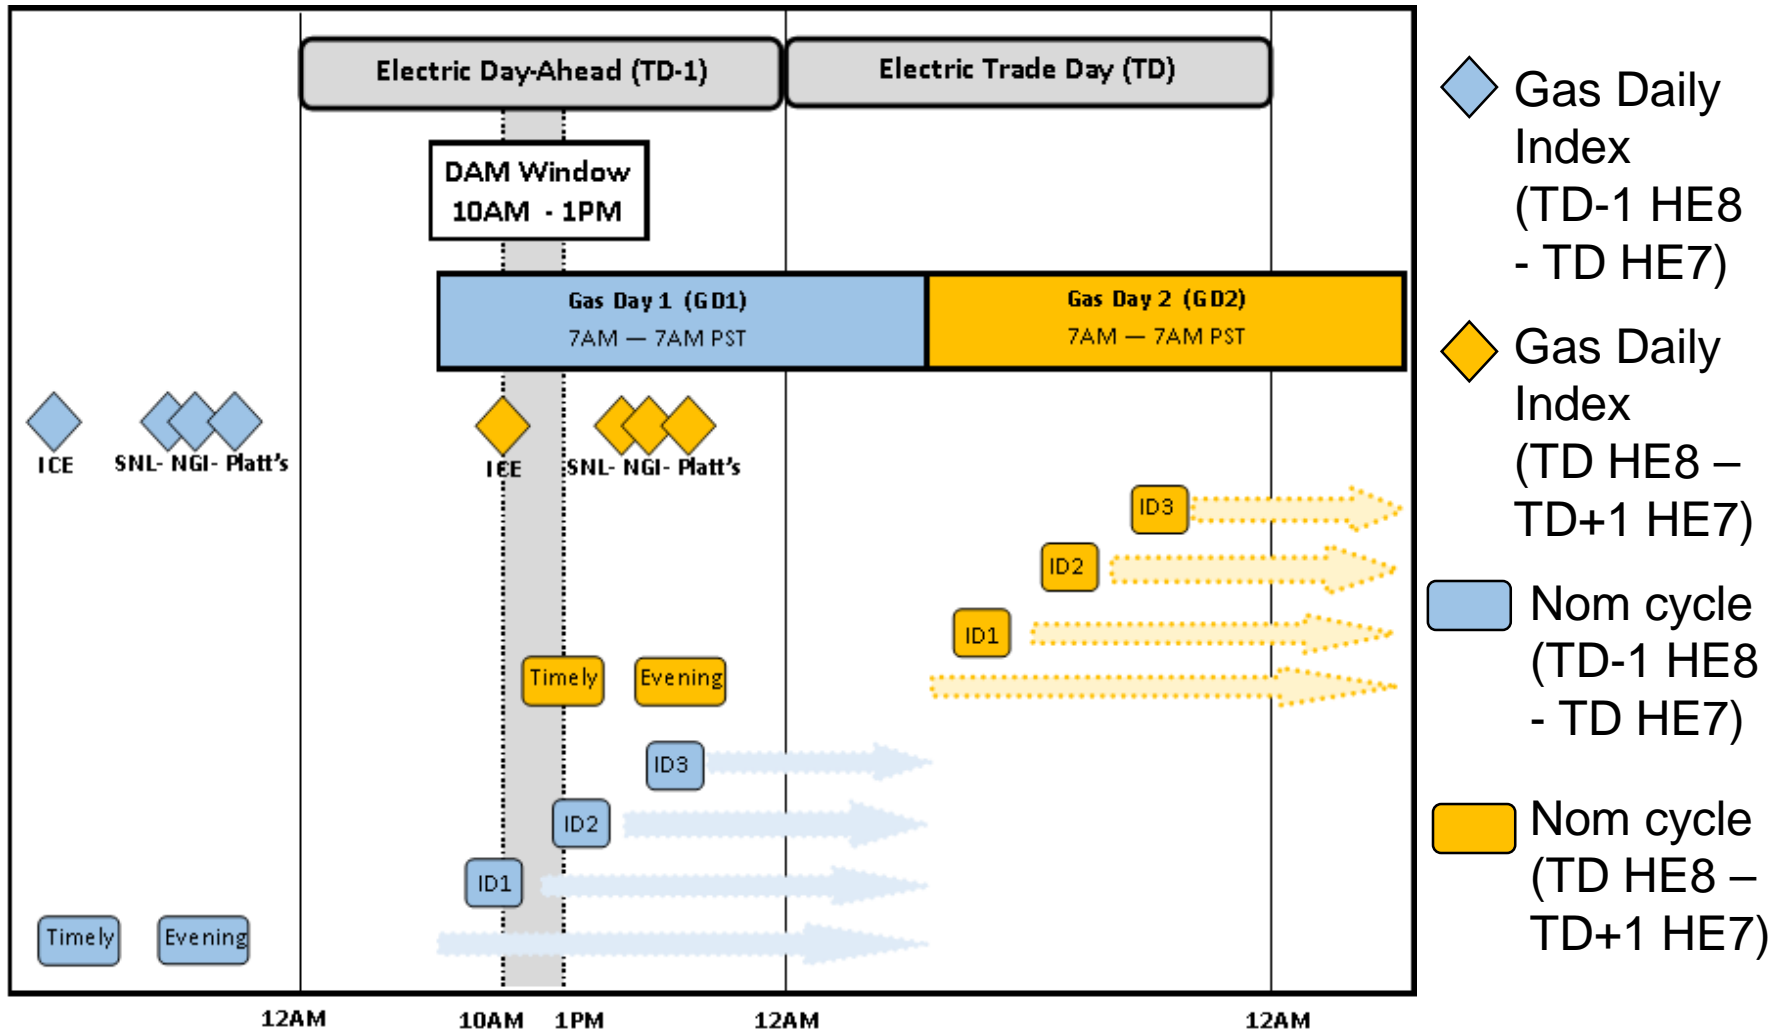 Electric Day-Ahead (TD-1)
Electric Trade Day (TD)
DAM Window
10AM - 1PM
Gas Day 1 (GD1)
7AM — 7AM PST
Gas Day 2 (GD2)
7AM — 7AM PST
ICE
SNL- NGI- Platt's
ICE
SNL- NGI- Platt's
ID3
ID2
ID1
Timely
Evening
ID3
ID2
ID1
Timely
Evening
12AM
10AM
1PM
12AM
12AM
Gas Daily
Index
(TD-1 HE8
- TD HE7)
Gas Daily
Index
(TD HE8 –
TD+1 HE7)
Nom cycle
(TD-1 HE8
- TD HE7)
Nom cycle
(TD HE8 –
TD+1 HE7)